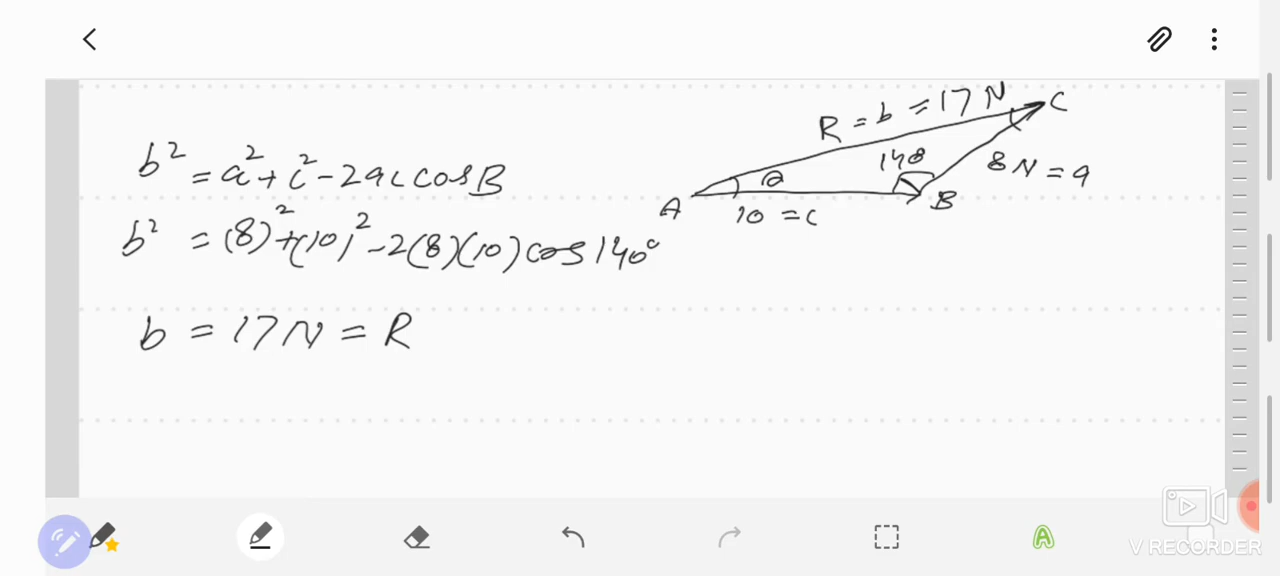 b² = a² + c² - 2ac cos B
b² = (8)² + (10)² - 2(8)(10) cos 140°
b = 17 N = R
R = b = 17 N
C
140
8 N = a
A
θ
B
10 = c
A
V RECORDER